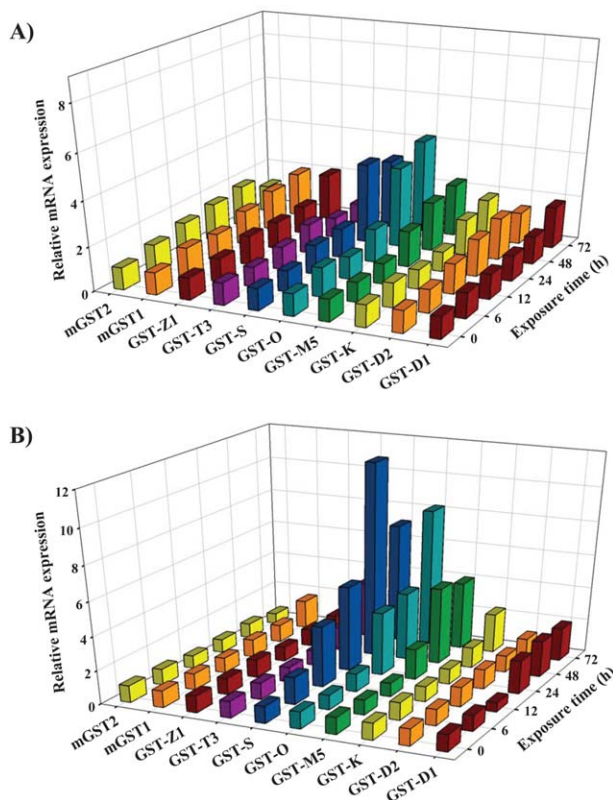 A)
Relative mRNA expression
8
6
4
2
0
mGST2
mGST1
GST-Z1
GST-T3
GST-S
GST-O
GST-M5
GST-K
GST-D2
GST-D1
0
6
12
24
48
72
Exposure time (h)
B)
Relative mRNA expression
12
10
8
6
4
2
0
mGST2
mGST1
GST-Z1
GST-T3
GST-S
GST-O
GST-M5
GST-K
GST-D2
GST-D1
0
6
12
24
48
72
Exposure time (h)